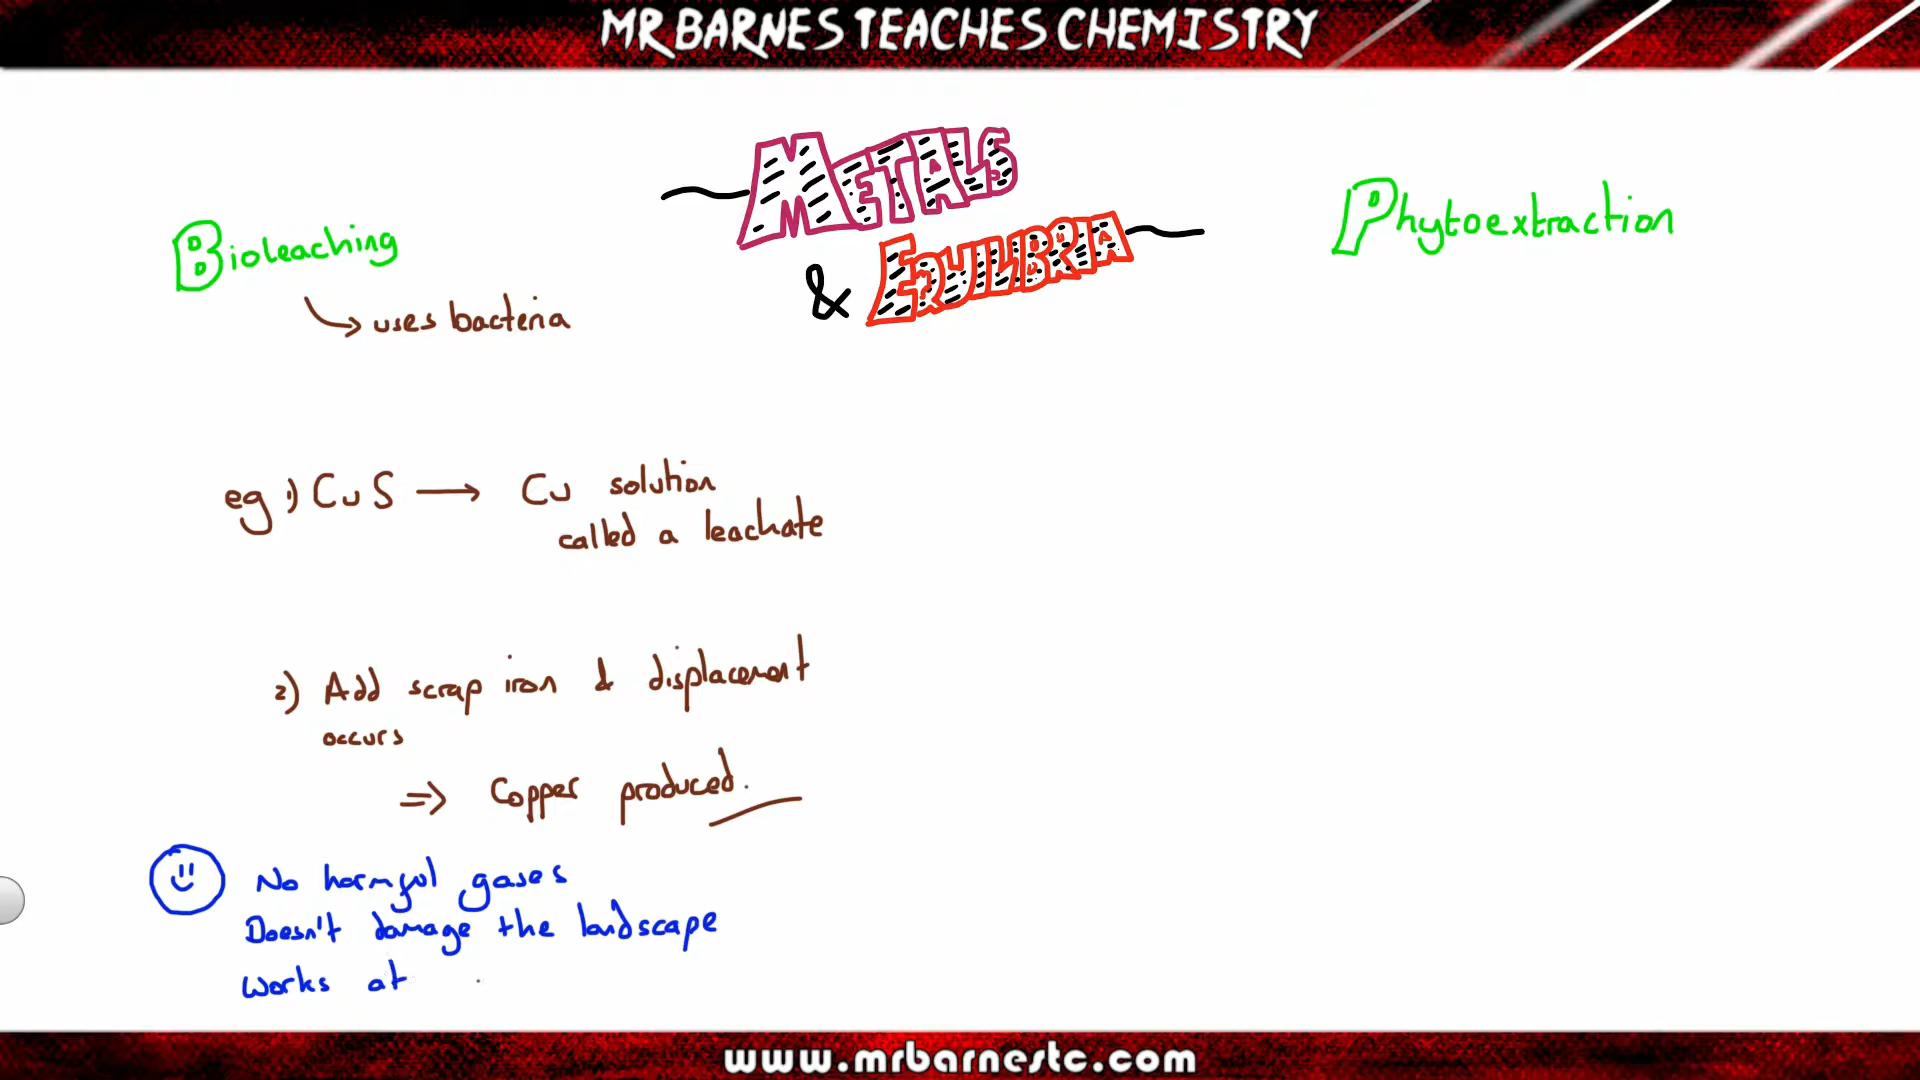 MR BARNES TEACHES CHEMISTRY
METALS
& EQUILIBRIA
Bioleaching
uses bacteria
eg 1) CuS → Cu solution
called a leachate
2) Add scrap iron & displacement
occurs
⇒ Copper produced.
No harmful gases
Doesn't damage the landscape
Works at
Phytoextraction
www.mrbarnestc.com